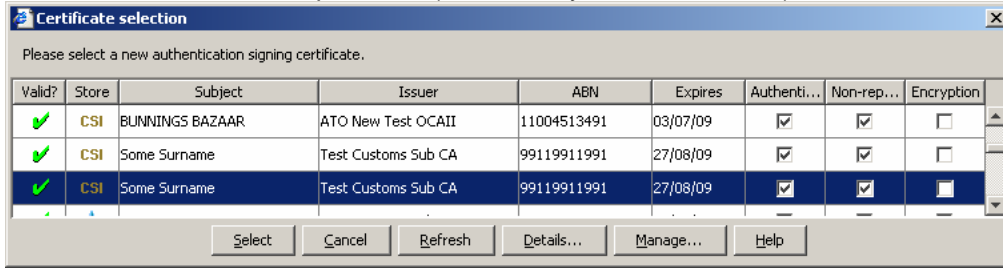 Certificate selection
Please select a new authentication signing certificate.
Valid? Store Subject Issuer ABN Expires Authenti... Non-rep... Encryption
CSI BUNNINGS BAZAAR ATO New Test OCAII 11004513491 03/07/09
CSI Some Surname Test Customs Sub CA 99119911991 27/08/09
CSI Some Surname Test Customs Sub CA 99119911991 27/08/09
Select Cancel Refresh Details... Manage... Help